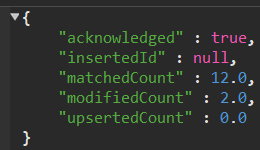 {
"acknowledged" : true,
"insertedId" : null,
"matchedCount" : 12.0,
"modifiedCount" : 2.0,
"upsertedCount" : 0.0
}